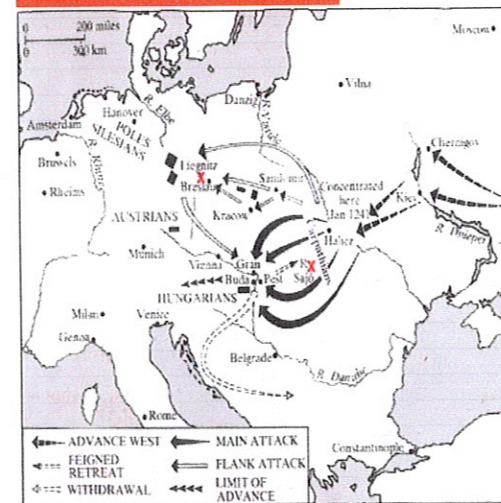 0 200 miles
0 300 km
Moscow
Vilna
Danzig
R. Vistula
R. Elbe
Hanover
Amsterdam
POLES
SILESIANS
Chernigov
Brussels
R. Rhine
Liegnitz
Breslau
Sandomir
Concentrated
here
Jan 1241
Kiev
Rheims
Cracow
AUSTRIANS
Halicz
R. Dnieper
Munich
Vienna
Gran
Buda
Pest
Sajo
HUNGARIANS
Milan
Venice
Genoa
Belgrade
R. Danube
Rome
Constantinople
ADVANCE WEST
MAIN ATTACK
FEIGNED
RETREAT
FLANK ATTACK
WITHDRAWAL
LIMIT OF
ADVANCE